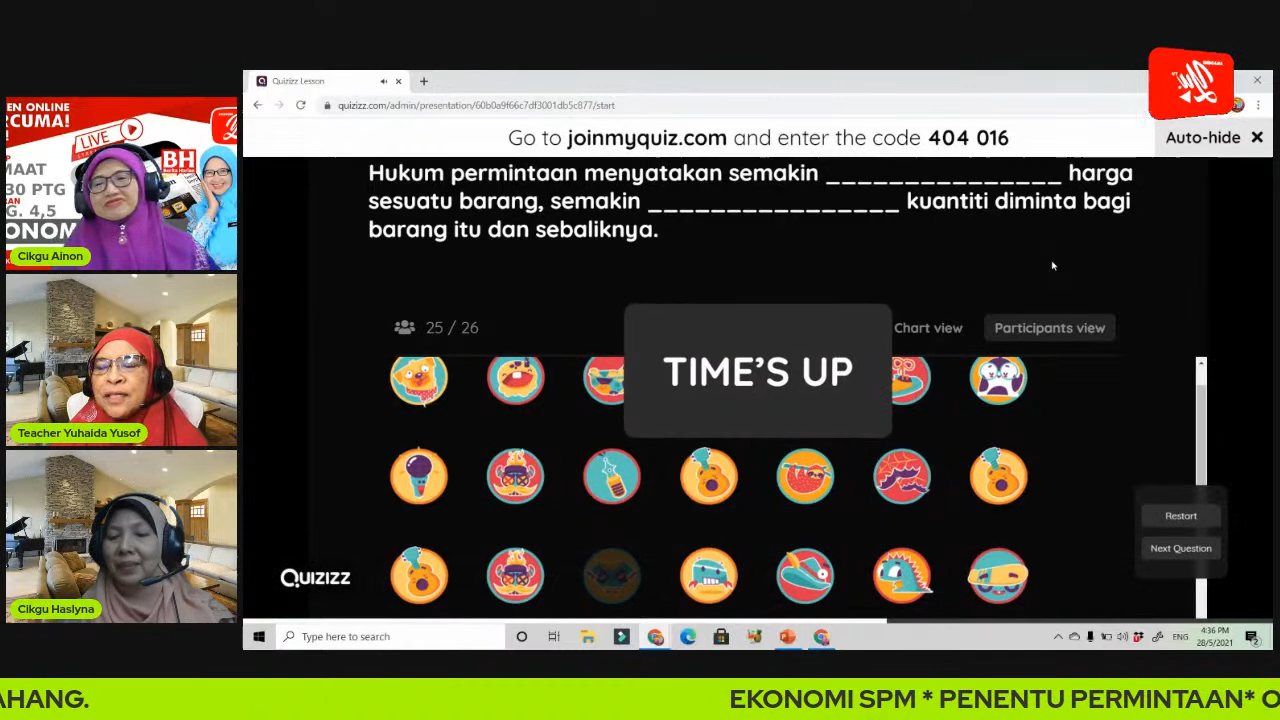 Quizizz Lesson
quizizz.com/admin/presentation/60b0a9f66c7df3001db5c877/start
Go to joinmyquiz.com and enter the code 404 016
Auto-hide ✕
Hukum permintaan menyatakan semakin _______________ harga
sesuatu barang, semakin ________________ kuantiti diminta bagi
barang itu dan sebaliknya.
25 / 26
Chart view
Participants view
TIME'S UP
Restart
Next Question
Quizizz
Type here to search
ENG
4:36 PM
28/5/2021
EN ONLINE
RCUMA!
LIVE
BH
Berita Harian
MAAT
30 PTG
G. 4,5
ONOM
Cikgu Ainon
Teacher Yuhaida Yusof
Cikgu Haslyna
AHANG.
EKONOMI SPM * PENENTU PERMINTAAN* O